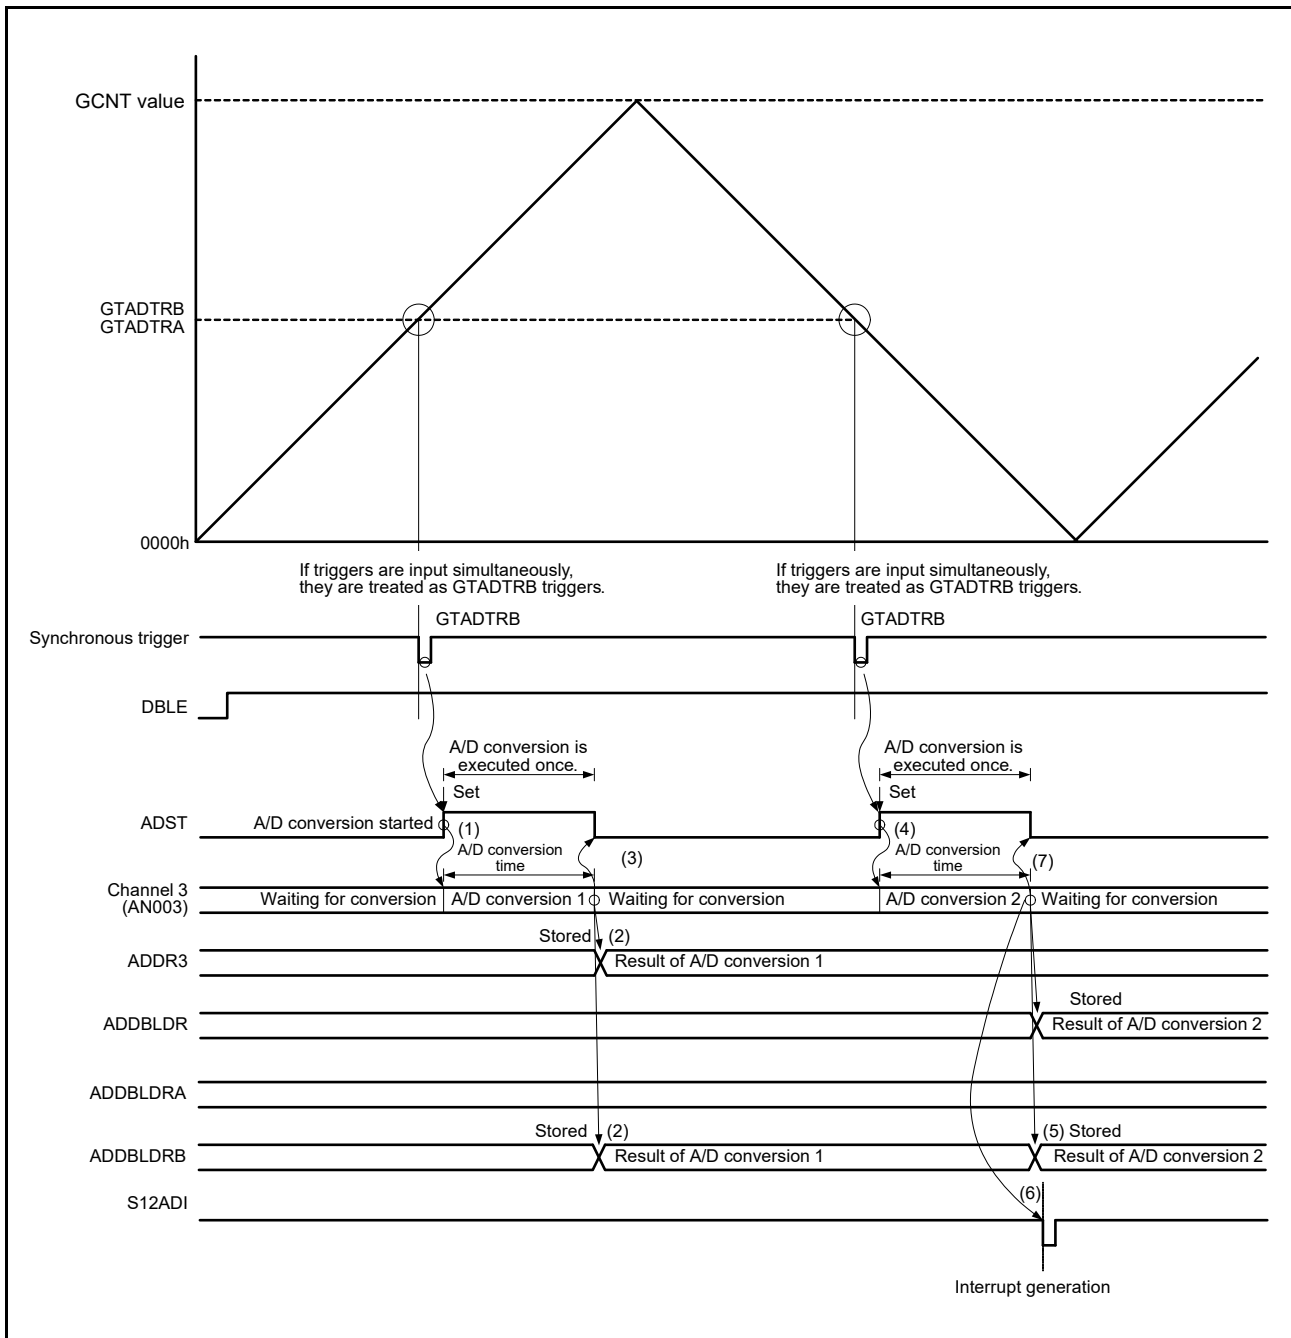 GCNT value
GTADTRB
GTADTRA
0000h
If triggers are input simultaneously,
they are treated as GTADTRB triggers.
If triggers are input simultaneously,
they are treated as GTADTRB triggers.
GTADTRB
GTADTRB
Synchronous trigger
DBLE
A/D conversion is
executed once.
A/D conversion is
executed once.
Set
Set
ADST
A/D conversion started
(1)
(4)
A/D conversion
time
(3)
A/D conversion
time
(7)
Channel 3
(AN003)
Waiting for conversion
A/D conversion 1
Waiting for conversion
A/D conversion 2
Waiting for conversion
Stored
(2)
ADDR3
Result of A/D conversion 1
Stored
ADDBLDR
Result of A/D conversion 2
ADDBLDRA
Stored
(2)
(5) Stored
ADDBLDRB
Result of A/D conversion 1
Result of A/D conversion 2
S12ADI
(6)
Interrupt generation